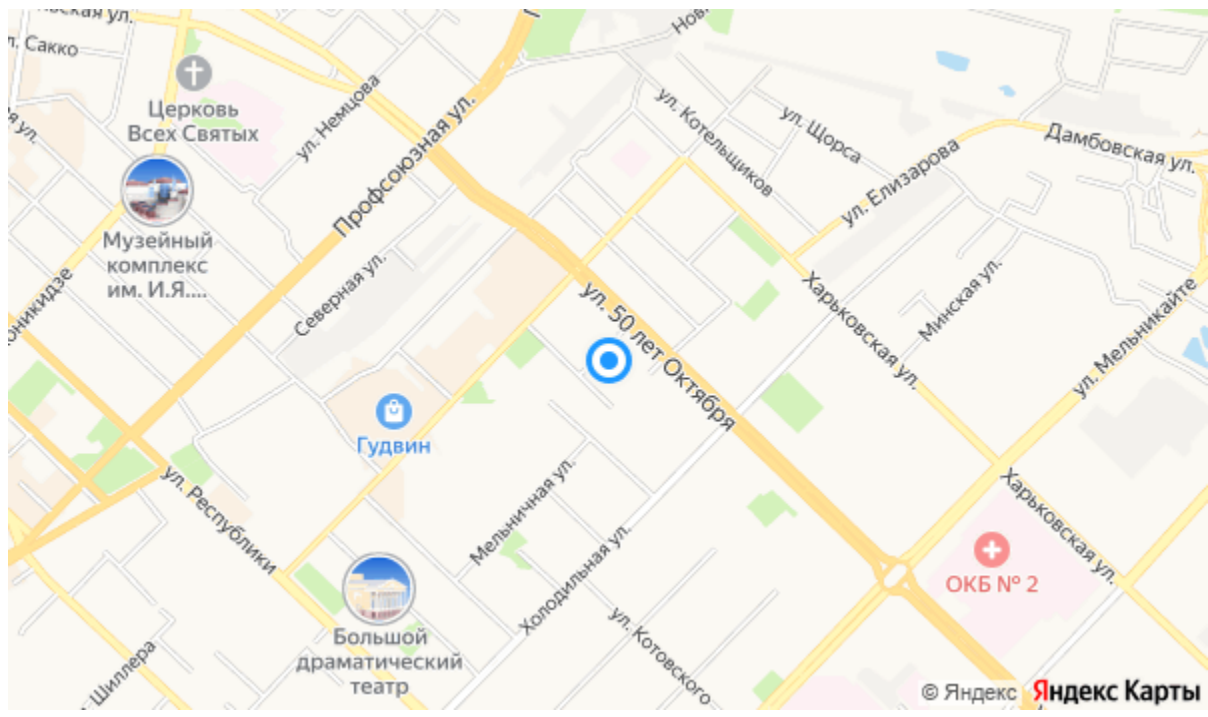 ул. Сакко
Нов
Церковь
Всех Святых
ул. Немцова
Профсоюзная ул.
ул. Котельщиков
ул. Щорса
ул. Елизарова
Дамбовская ул.
Музейный
комплекс
им. И.Я....
Северная ул.
ул. 50 лет Октября
Харьковская ул.
Минская ул.
ул. Мельникайте
Гудвин
ул. Республики
Мельничная ул.
Холодильная ул.
Харьковская ул.
ОКБ № 2
Большой
драматический
театр
ул. Котовского
Шиллера
© Яндекс Яндекс Карты